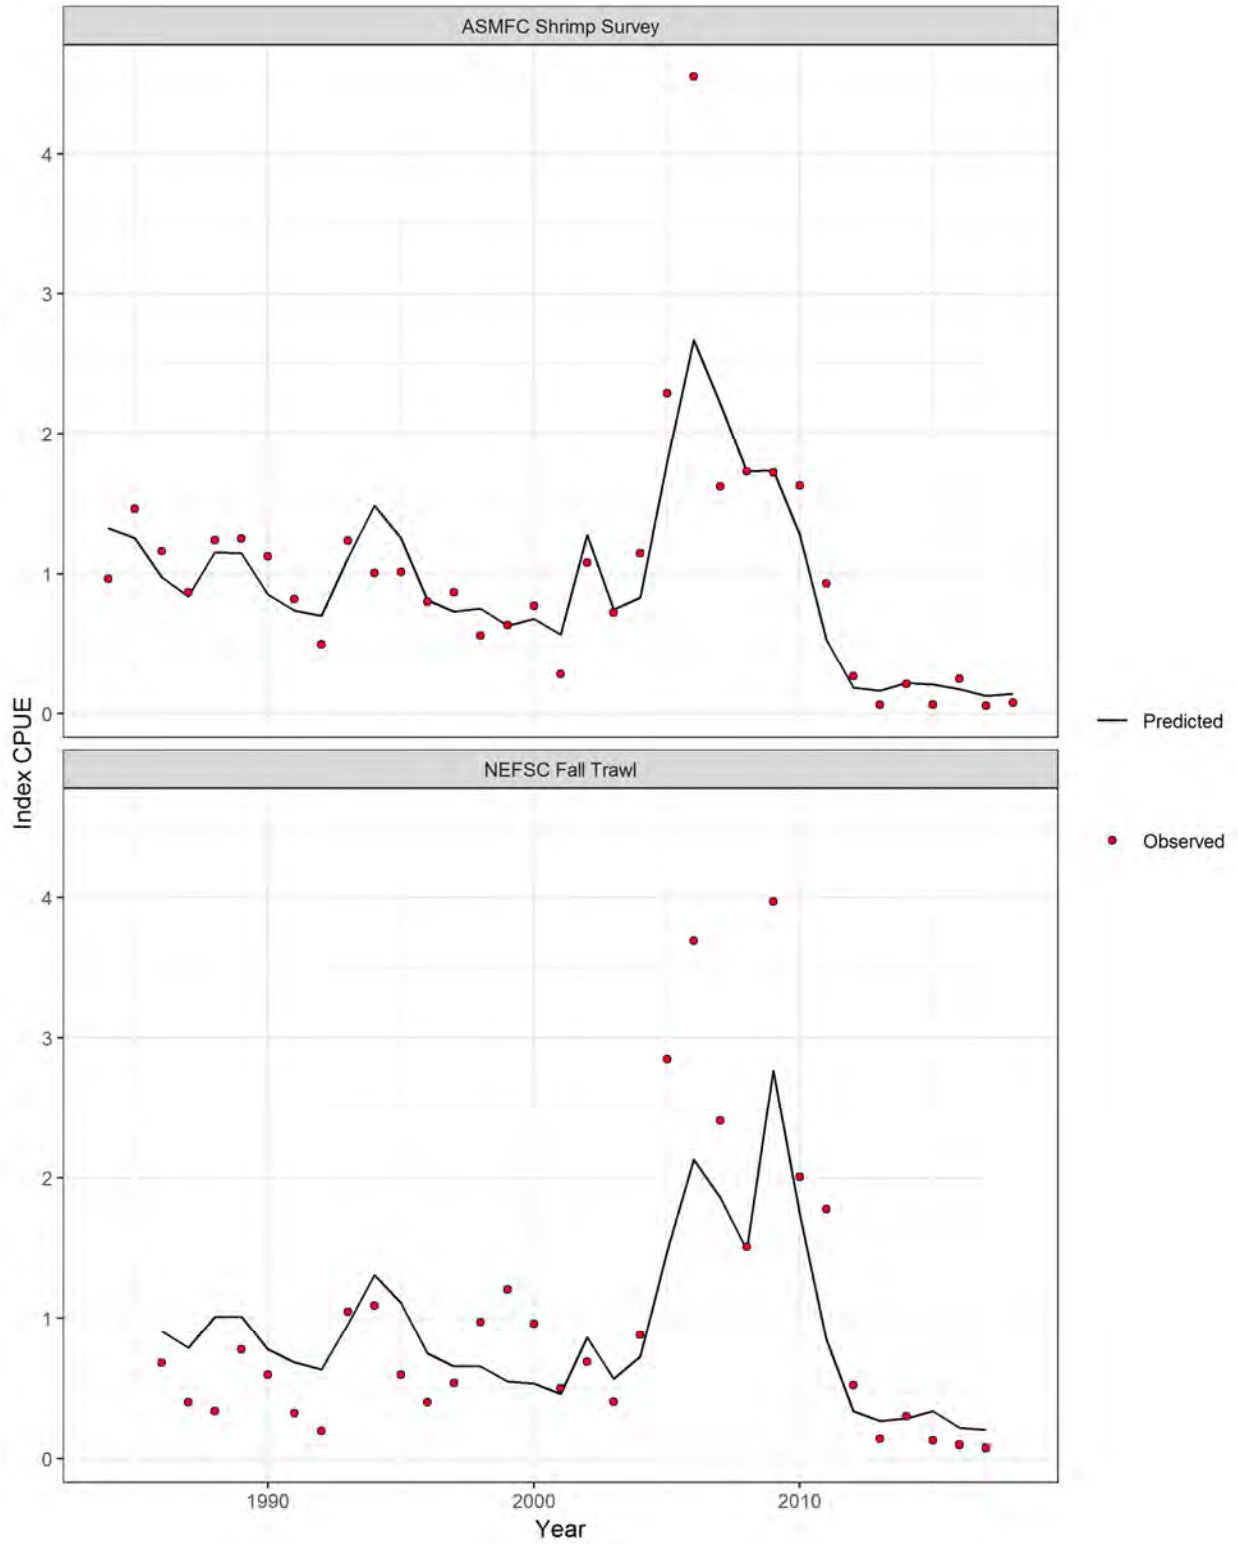 ASMFC Shrimp Survey
4
3
2
1
0
Index CPUE
Predicted
Observed
NEFSC Fall Trawl
4
3
2
1
0
1990 2000 2010
Year